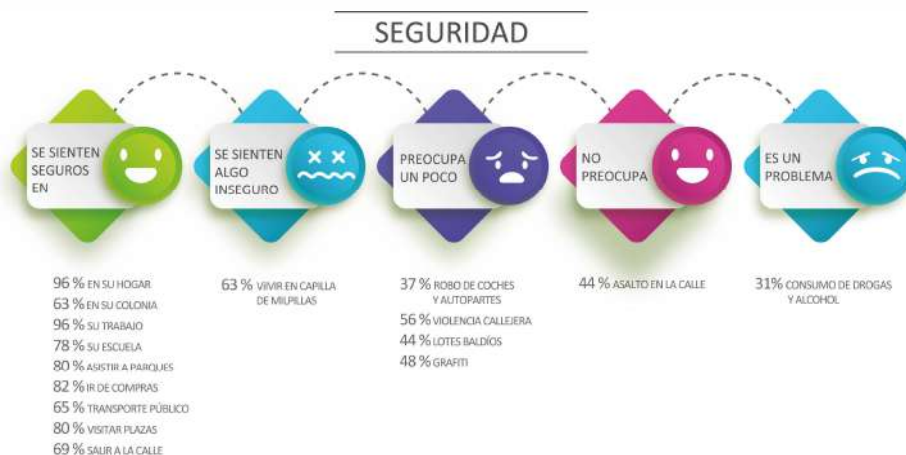 SEGURIDAD
SE SIENTEN
SEGUROS
EN
SE SIENTEN
ALGO
INSEGURO
PREOCUPA
UN POCO
NO
PREOCUPA
ES UN
PROBLEMA
96 % EN SU HOGAR
63 % EN SU COLONIA
96 % SU TRABAJO
78 % SU ESCUELA
80 % ASISTIR A PARQUES
82 % IR DE COMPRAS
65 % TRANSPORTE PÚBLICO
80 % VISITAR PLAZAS
69 % SALIR A LA CALLE
63 % VIVIR EN CAPILLA
DE MILPILLAS
37 % ROBO DE COCHES
Y AUTOPARTES
56 % VIOLENCIA CALLEJERA
44 % LOTES BALDÍOS
48 % GRAFITI
44 % ASALTO EN LA CALLE
31% CONSUMO DE DROGAS
Y ALCOHOL